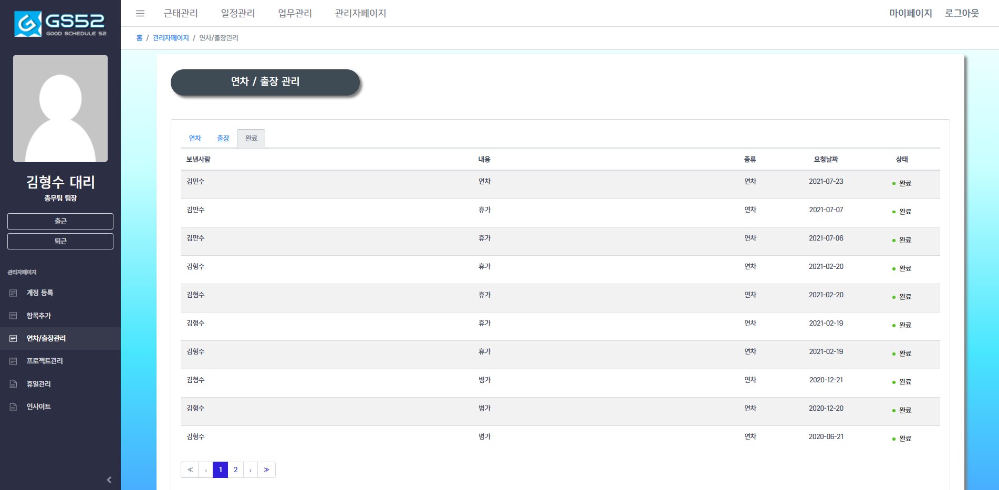 GS52
GOOD SCHEDULE 52
근태관리 일정관리 업무관리 관리자페이지 마이페이지 로그아웃
홈 / 관리자페이지 / 연차/출장관리
김형수 대리
총무팀 팀장
출근
퇴근
관리자페이지
계정 등록
항목추가
연차/출장관리
프로젝트관리
휴일관리
인사이트
연차 / 출장 관리
연차 출장 완료
보낸사람 내용 종류 요청날짜 상태
김민수 연차 연차 2021-07-23 완료
김만수 휴가 연차 2021-07-07 완료
김만수 휴가 연차 2021-07-06 완료
김형수 휴가 연차 2021-02-20 완료
김형수 휴가 연차 2021-02-20 완료
김형수 휴가 연차 2021-02-19 완료
김형수 휴가 연차 2021-02-19 완료
김형수 병가 연차 2020-12-21 완료
김형수 병가 연차 2020-12-20 완료
김형수 병가 연차 2020-06-21 완료
≪ ‹ 1 2 › ≫